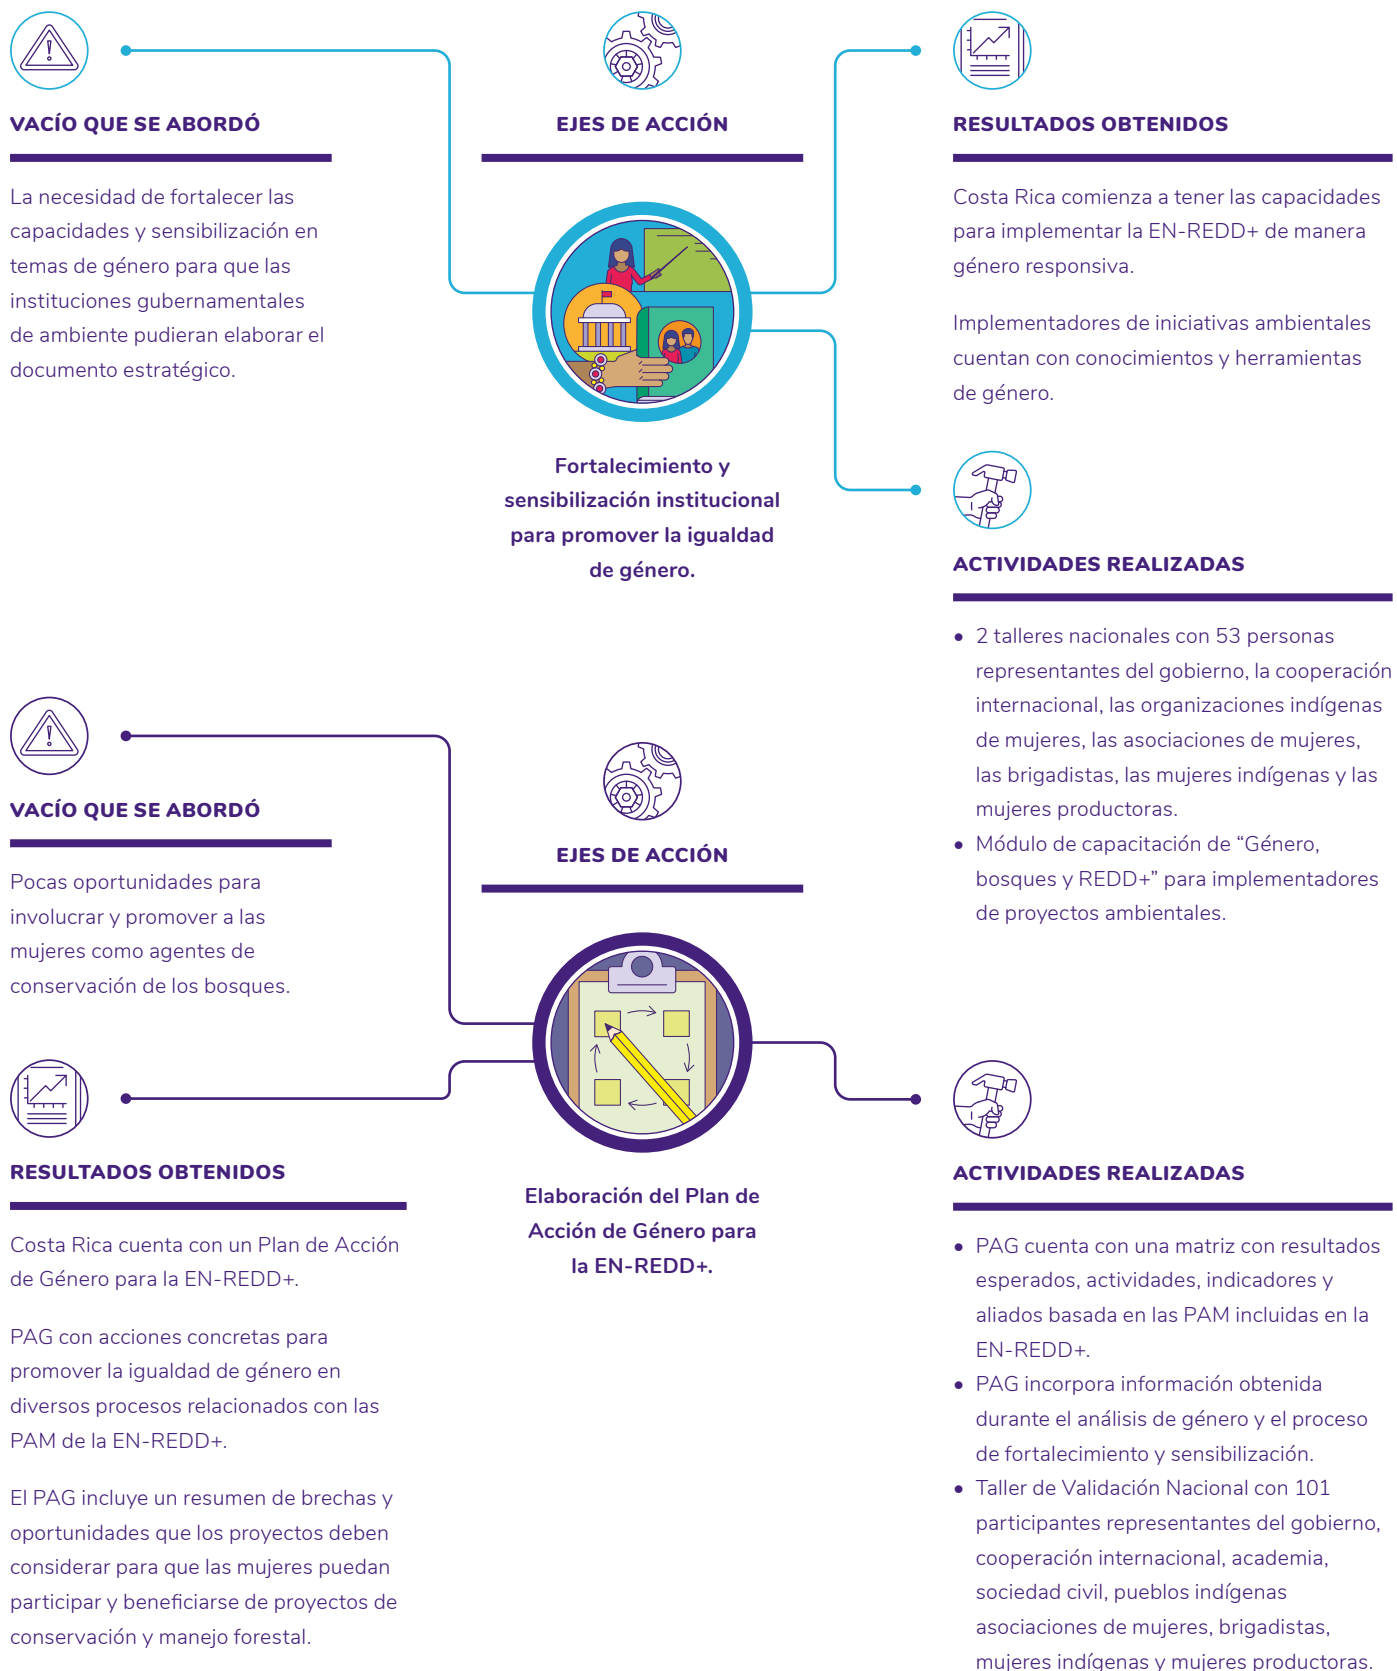 VACÍO QUE SE ABORDÓ
La necesidad de fortalecer las
capacidades y sensibilización en
temas de género para que las
instituciones gubernamentales
de ambiente pudieran elaborar el
documento estratégico.
EJES DE ACCIÓN
Fortalecimiento y
sensibilización institucional
para promover la igualdad
de género.
RESULTADOS OBTENIDOS
Costa Rica comienza a tener las capacidades
para implementar la EN-REDD+ de manera
género responsiva.
Implementadores de iniciativas ambientales
cuentan con conocimientos y herramientas
de género.
ACTIVIDADES REALIZADAS
• 2 talleres nacionales con 53 personas
representantes del gobierno, la cooperación
internacional, las organizaciones indígenas
de mujeres, las asociaciones de mujeres,
las brigadistas, las mujeres indígenas y las
mujeres productoras.
• Módulo de capacitación de “Género,
bosques y REDD+” para implementadores
de proyectos ambientales.
VACÍO QUE SE ABORDÓ
Pocas oportunidades para
involucrar y promover a las
mujeres como agentes de
conservación de los bosques.
EJES DE ACCIÓN
Elaboración del Plan de
Acción de Género para
la EN-REDD+.
RESULTADOS OBTENIDOS
Costa Rica cuenta con un Plan de Acción
de Género para la EN-REDD+.
PAG con acciones concretas para
promover la igualdad de género en
diversos procesos relacionados con las
PAM de la EN-REDD+.
El PAG incluye un resumen de brechas y
oportunidades que los proyectos deben
considerar para que las mujeres puedan
participar y beneficiarse de proyectos de
conservación y manejo forestal.
ACTIVIDADES REALIZADAS
• PAG cuenta con una matriz con resultados
esperados, actividades, indicadores y
aliados basada en las PAM incluidas en la
EN-REDD+.
• PAG incorpora información obtenida
durante el análisis de género y el proceso
de fortalecimiento y sensibilización.
• Taller de Validación Nacional con 101
participantes representantes del gobierno,
cooperación internacional, academia,
sociedad civil, pueblos indígenas
asociaciones de mujeres, brigadistas,
mujeres indígenas y mujeres productoras.